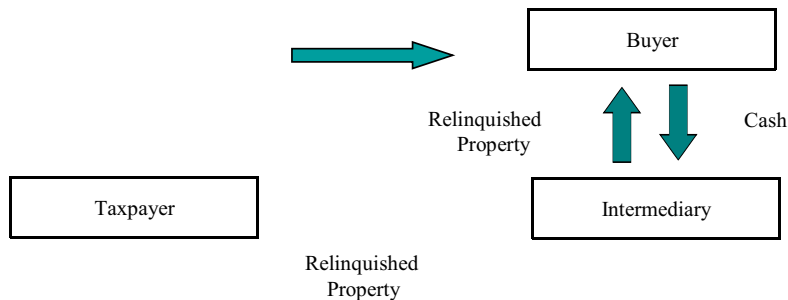 Buyer
Relinquished
Property
Cash
Taxpayer
Intermediary
Relinquished
Property